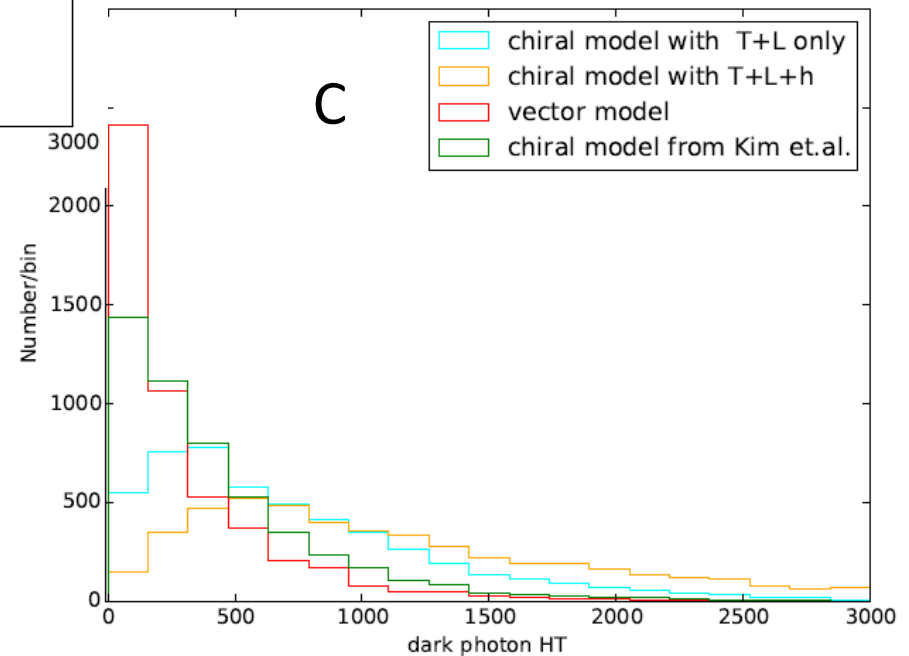 C
chiral model with T+L only
chiral model with T+L+h
vector model
chiral model from Kim et.al.
3000
2000
1500
1000
500
0
Number/bin
0 500 1000 1500 2000 2500 3000
dark photon HT